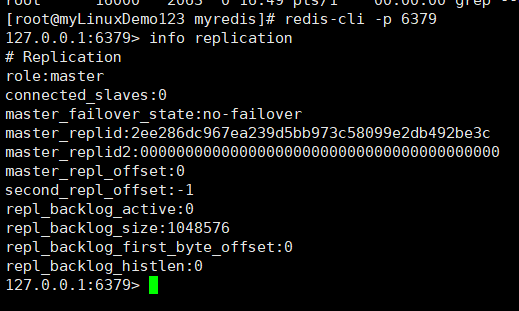 root 16000 2063 0 16:49 pts/1 00:00:00 grep
[root@myLinuxDemo123 myredis]# redis-cli -p 6379
127.0.0.1:6379> info replication
# Replication
role:master
connected_slaves:0
master_failover_state:no-failover
master_replid:2ee286dc967ea239d5bb973c58099e2db492be3c
master_replid2:0000000000000000000000000000000000000000
master_repl_offset:0
second_repl_offset:-1
repl_backlog_active:0
repl_backlog_size:1048576
repl_backlog_first_byte_offset:0
repl_backlog_histlen:0
127.0.0.1:6379>